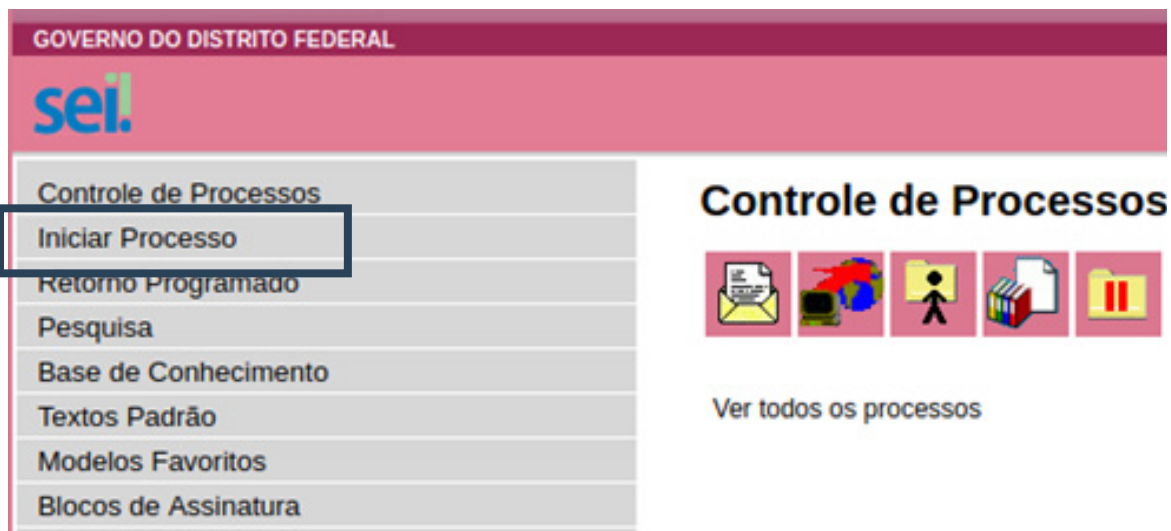 GOVERNO DO DISTRITO FEDERAL
sei!
Controle de Processos
Iniciar Processo
Retorno Programado
Pesquisa
Base de Conhecimento
Textos Padrão
Modelos Favoritos
Blocos de Assinatura
Controle de Processos
Ver todos os processos